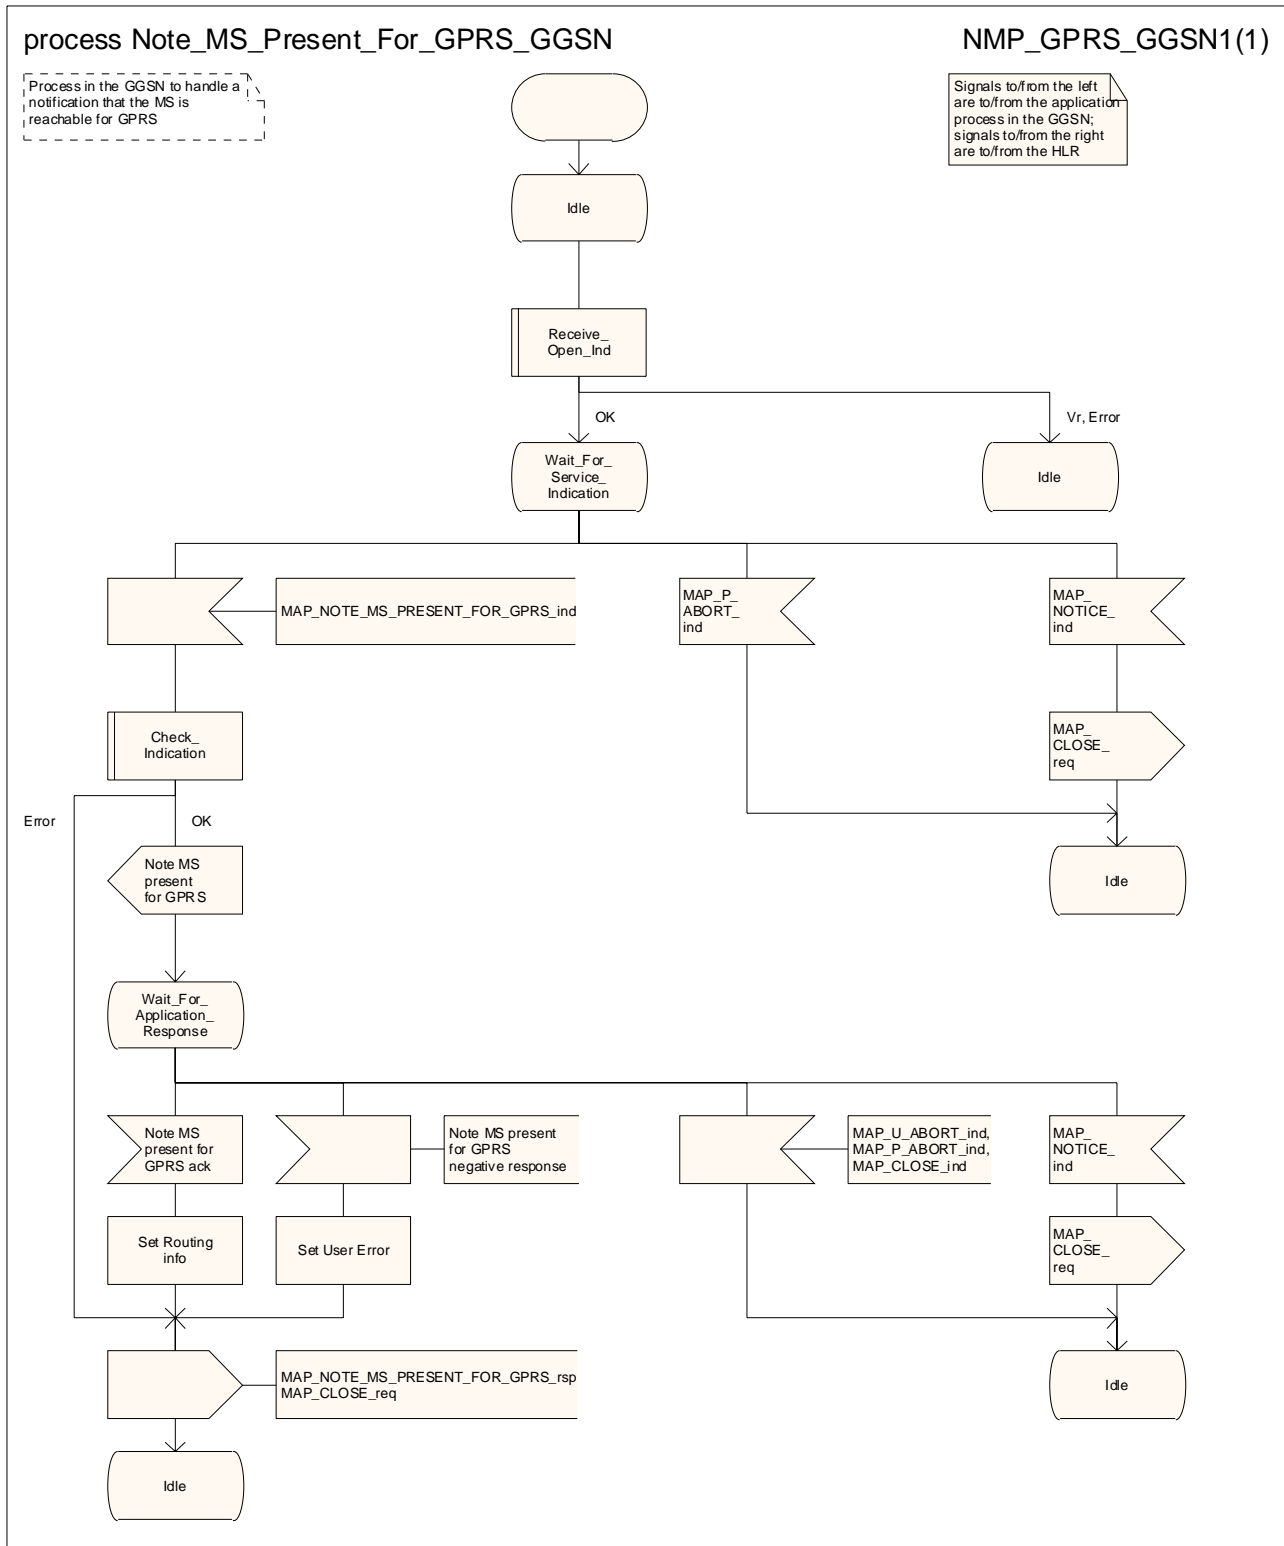 process Note_MS_Present_For_GPRS_GGSN
NMP_GPRS_GGSN1(1)
Process in the GGSN to handle a
notification that the MS is
reachable for GPRS
Signals to/from the left
are to/from the application
process in the GGSN;
signals to/from the right
are to/from the HLR
Idle
Receive_
Open_Ind
OK
Vr, Error
Wait_For_
Service_
Indication
Idle
MAP_NOTE_MS_PRESENT_FOR_GPRS_ind
MAP_P_
ABORT_
ind
MAP_
NOTICE_
ind
Check_
Indication
MAP_
CLOSE_
req
Error
OK
Note MS
present
for GPRS
Idle
Wait_For_
Application_
Response
Note MS
present for
GPRS ack
Note MS present
for GPRS
negative response
MAP_U_ABORT_ind,
MAP_P_ABORT_ind,
MAP_CLOSE_ind
MAP_
NOTICE_
ind
Set Routing
info
Set User Error
MAP_
CLOSE_
req
MAP_NOTE_MS_PRESENT_FOR_GPRS_rsp
MAP_CLOSE_req
Idle
Idle